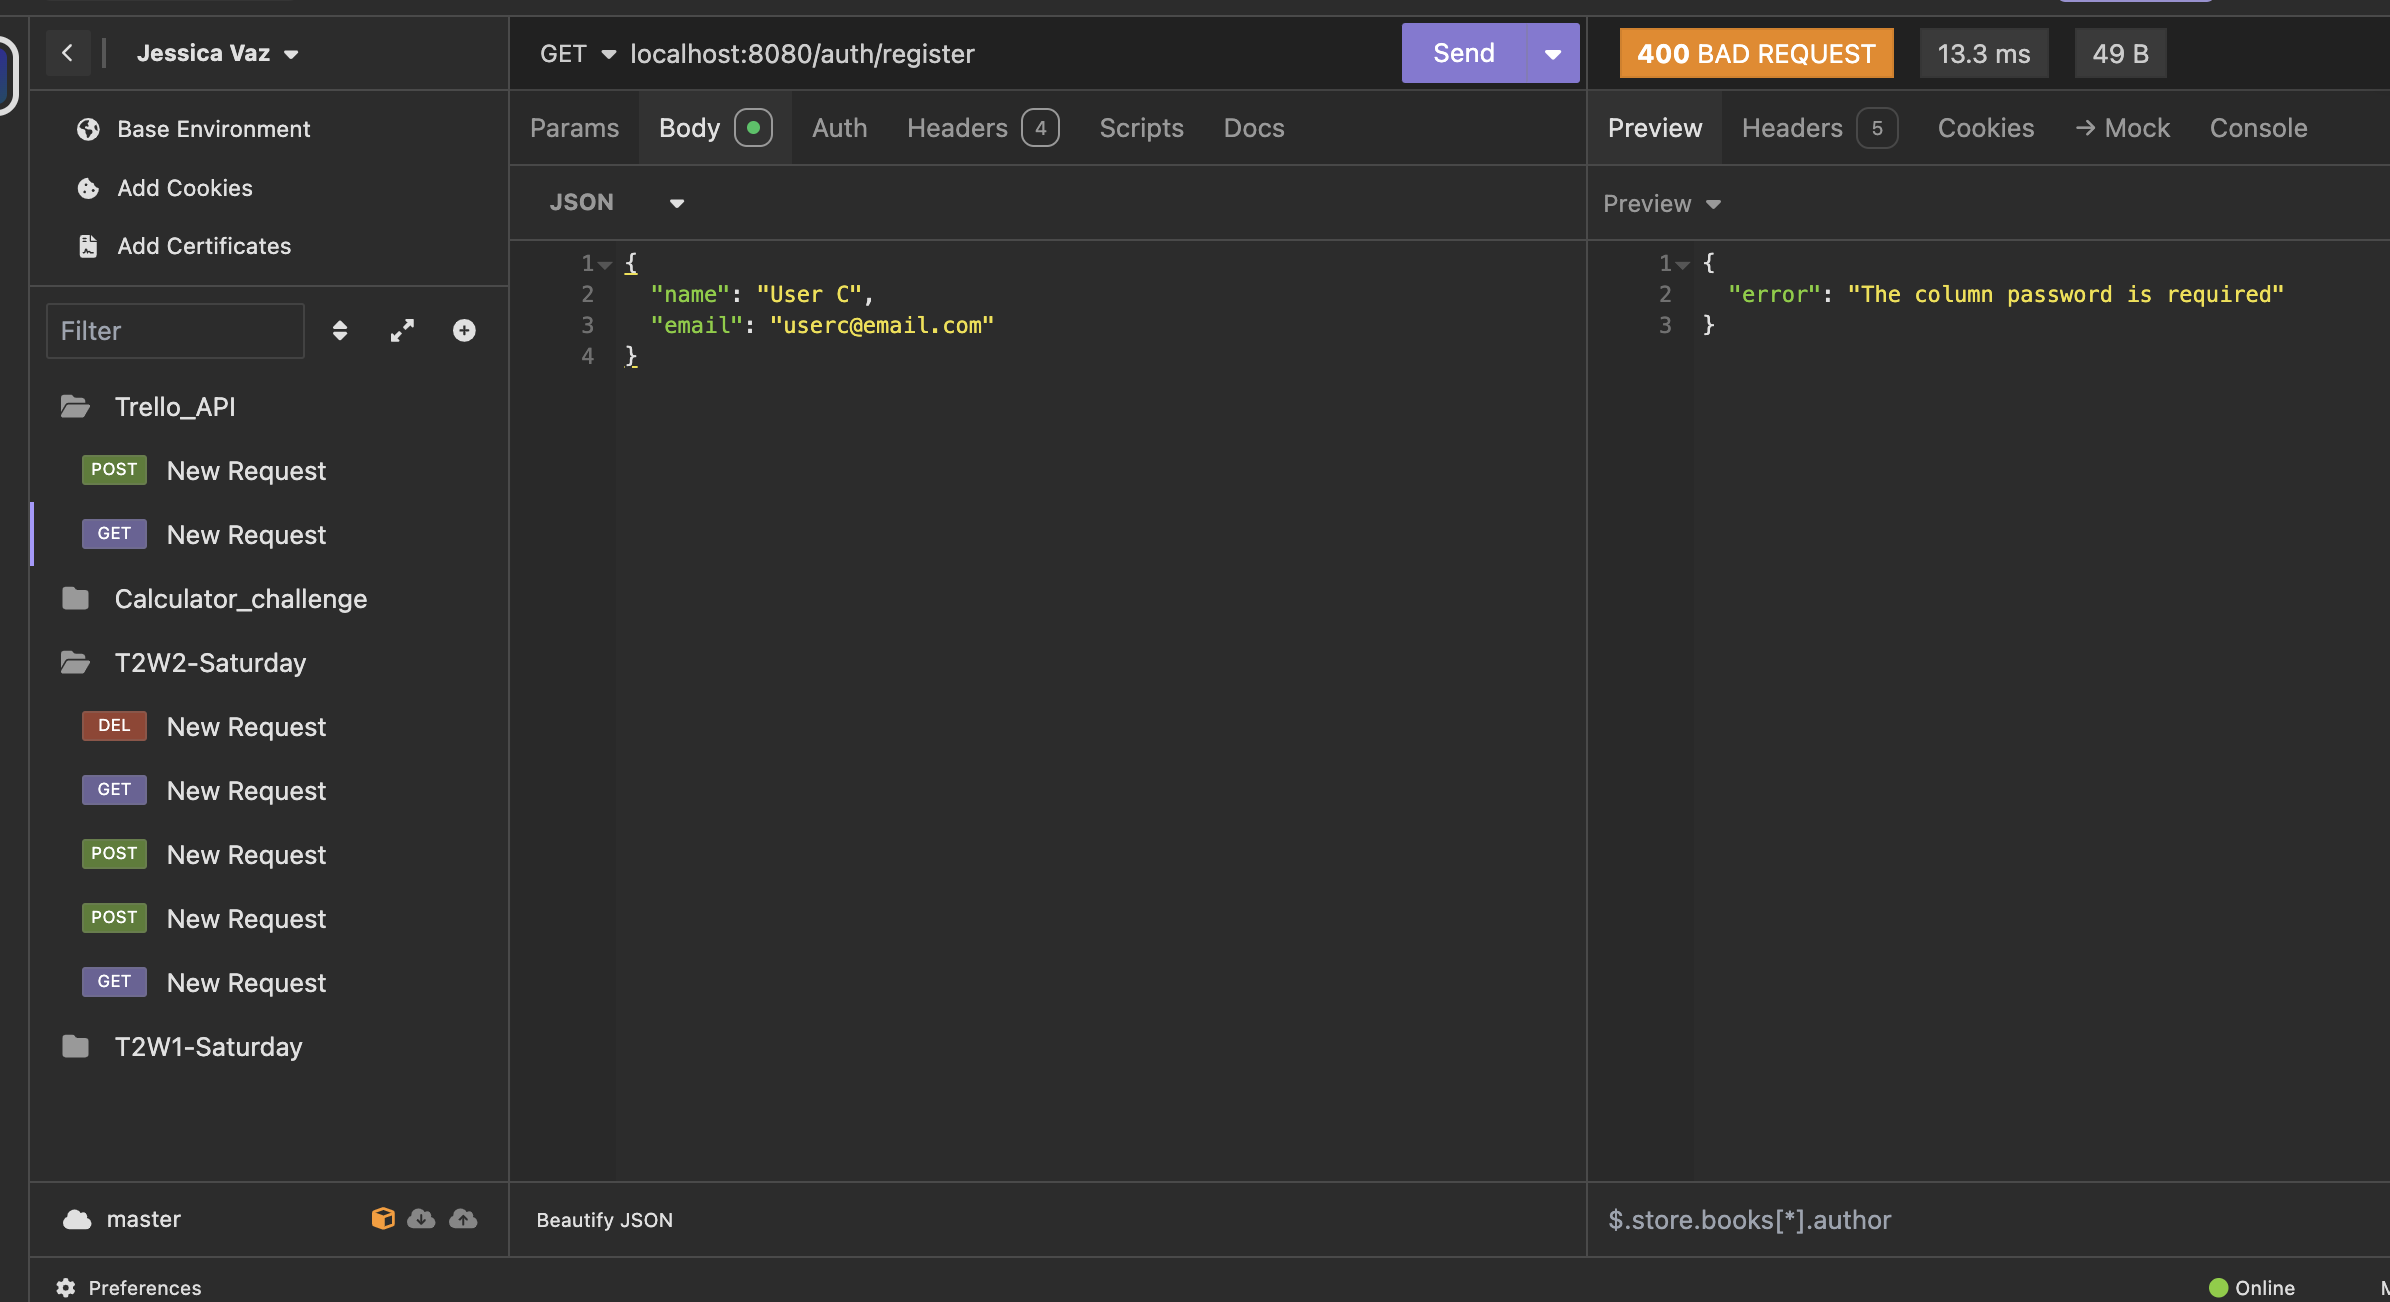 Jessica Vaz
Base Environment
Add Cookies
Add Certificates
Filter
Trello_API
POST New Request
GET New Request
Calculator_challenge
T2W2-Saturday
DEL New Request
GET New Request
POST New Request
POST New Request
GET New Request
T2W1-Saturday
master
Preferences
GET localhost:8080/auth/register Send
Params Body Auth Headers 4 Scripts Docs
JSON
1 {
2 "name": "User C",
3 "email": "userc@email.com"
4 }
Beautify JSON
400 BAD REQUEST 13.3 ms 49 B
Preview Headers 5 Cookies → Mock Console
Preview
1 {
2 "error": "The column password is required"
3 }
$.store.books[*].author
Online